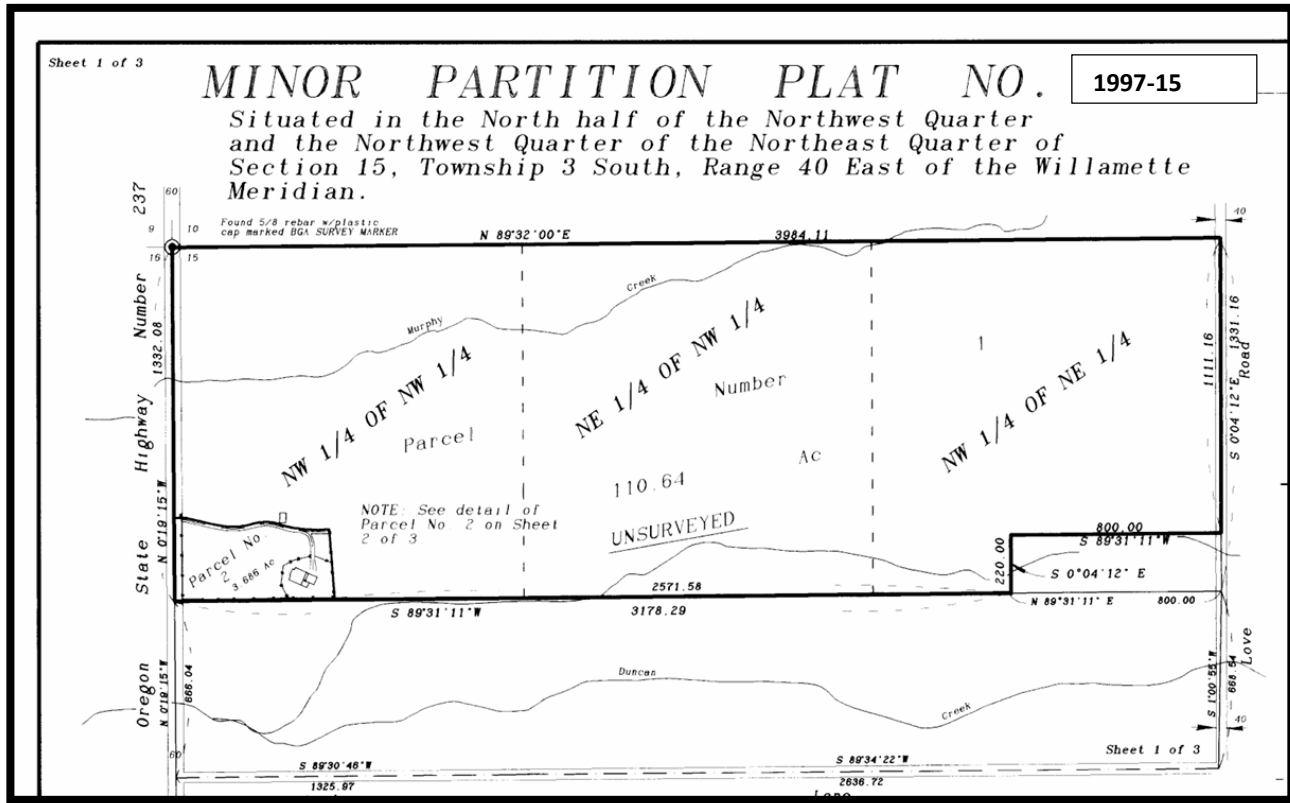 Sheet 1 of 3
MINOR PARTITION PLAT NO.
1997-15
Situated in the North half of the Northwest Quarter
and the Northwest Quarter of the Northeast Quarter of
Section 15, Township 3 South, Range 40 East of the Willamette
Meridian.
60
Found 5/8 rebar w/plastic
cap marked BGA SURVEY MARKER
9
10
16
15
N 89°32'00"E
3984.11
40
Oregon State Highway Number 237
1332.08
N 0°19'15"W
Murphy
Creek
NW 1/4 OF NW 1/4
NE 1/4 OF NW 1/4
NW 1/4 OF NE 1/4
Parcel
Number
1
110.64
Ac
UNSURVEYED
NOTE: See detail of
Parcel No. 2 on Sheet
2 of 3
Parcel No.
2
3.686 Ac
1111.16
S 0°04'12"E
1331.16
Love Road
800.00
S 89°31'11"W
220.00
S 0°04'12" E
N 89°31'11" E
800.00
2571.58
S 89°31'11"W
3178.29
N 0°19'15"W
666.04
Duncan
Creek
S 1°00'55"W
668.54
40
60
Sheet 1 of 3
S 89°30'46"W
1325.97
S 89°34'22"W
2636.72